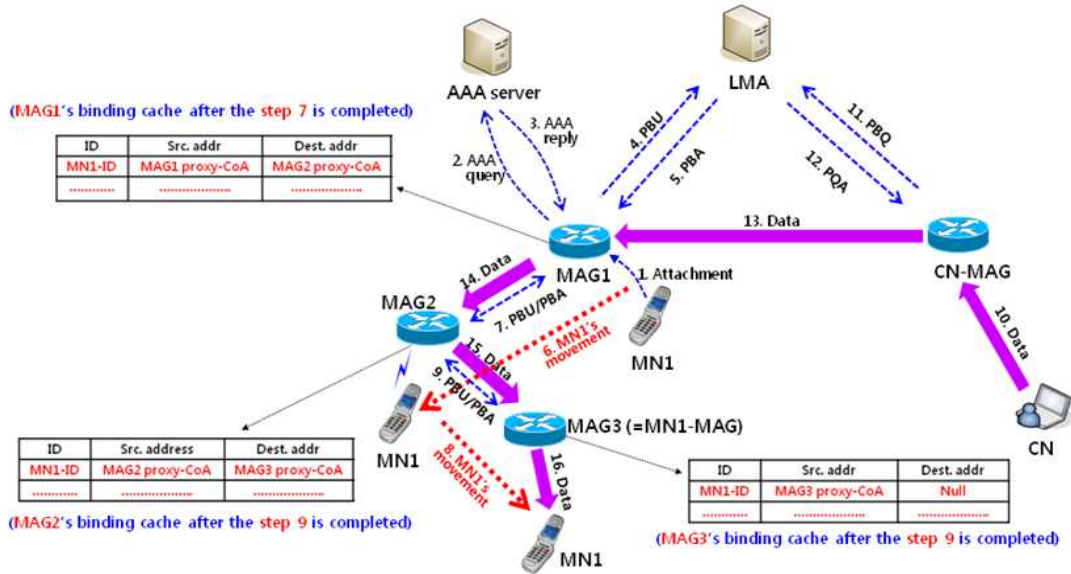 AAA server
LMA
(MAG1's binding cache after the step 7 is completed)
ID Src. addr Dest. addr
MN1-ID MAG1 proxy-CoA MAG2 proxy-CoA
............ ................... ...................
2. AAA
query
3. AAA
reply
4. PBU
5. PBA
11. PBQ
12. PQA
13. Data
MAG1
CN-MAG
1. Attachment
14. Data
MAG2
7. PBU/PBA
6. MN1's
movement
MN1
10. Data
15. Data
9. PBU/PBA
MAG3 (=MN1-MAG)
CN
MN1
8. MN1's
movement
16. Data
MN1
ID Src. address Dest. addr
MN1-ID MAG2 proxy-CoA MAG3 proxy-CoA
............ ................... ...................
(MAG2's binding cache after the step 9 is completed)
ID Src. addr Dest. addr
MN1-ID MAG3 proxy-CoA Null
............ ................... ...................
(MAG3's binding cache after the step 9 is completed)